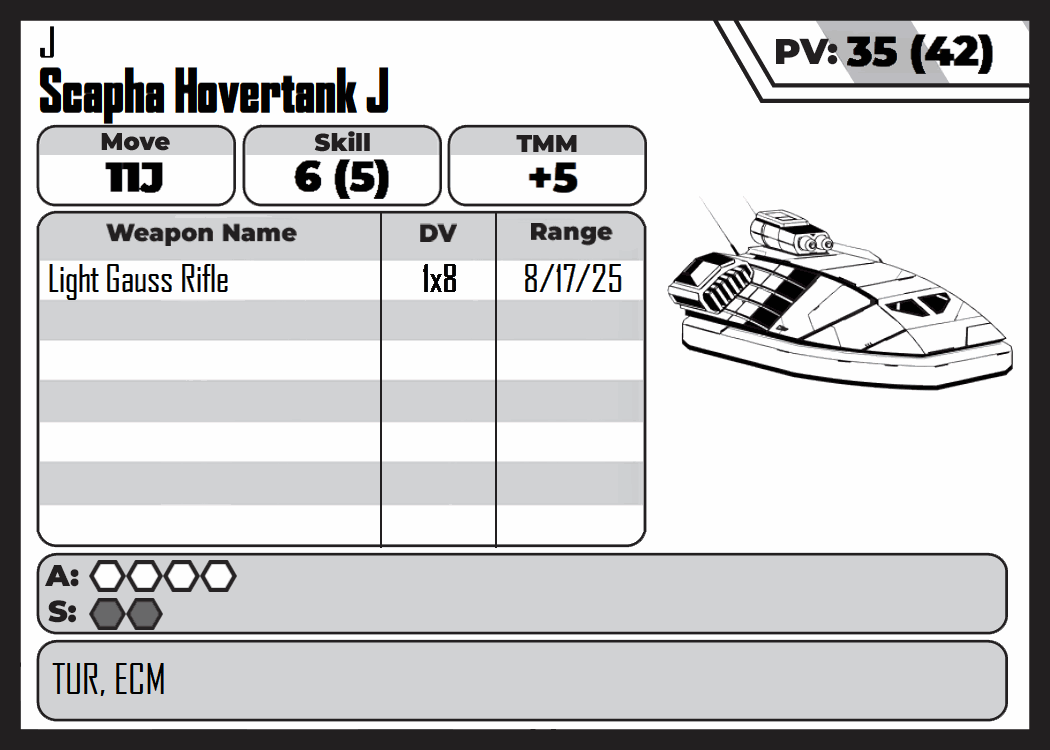 J
PV: 35 (42)
Scapha Hovertank J
Move Skill TMM
11J 6 (5) +5
Weapon Name DV Range
Light Gauss Rifle 1x8 8/17/25
A:
S:
TUR, ECM